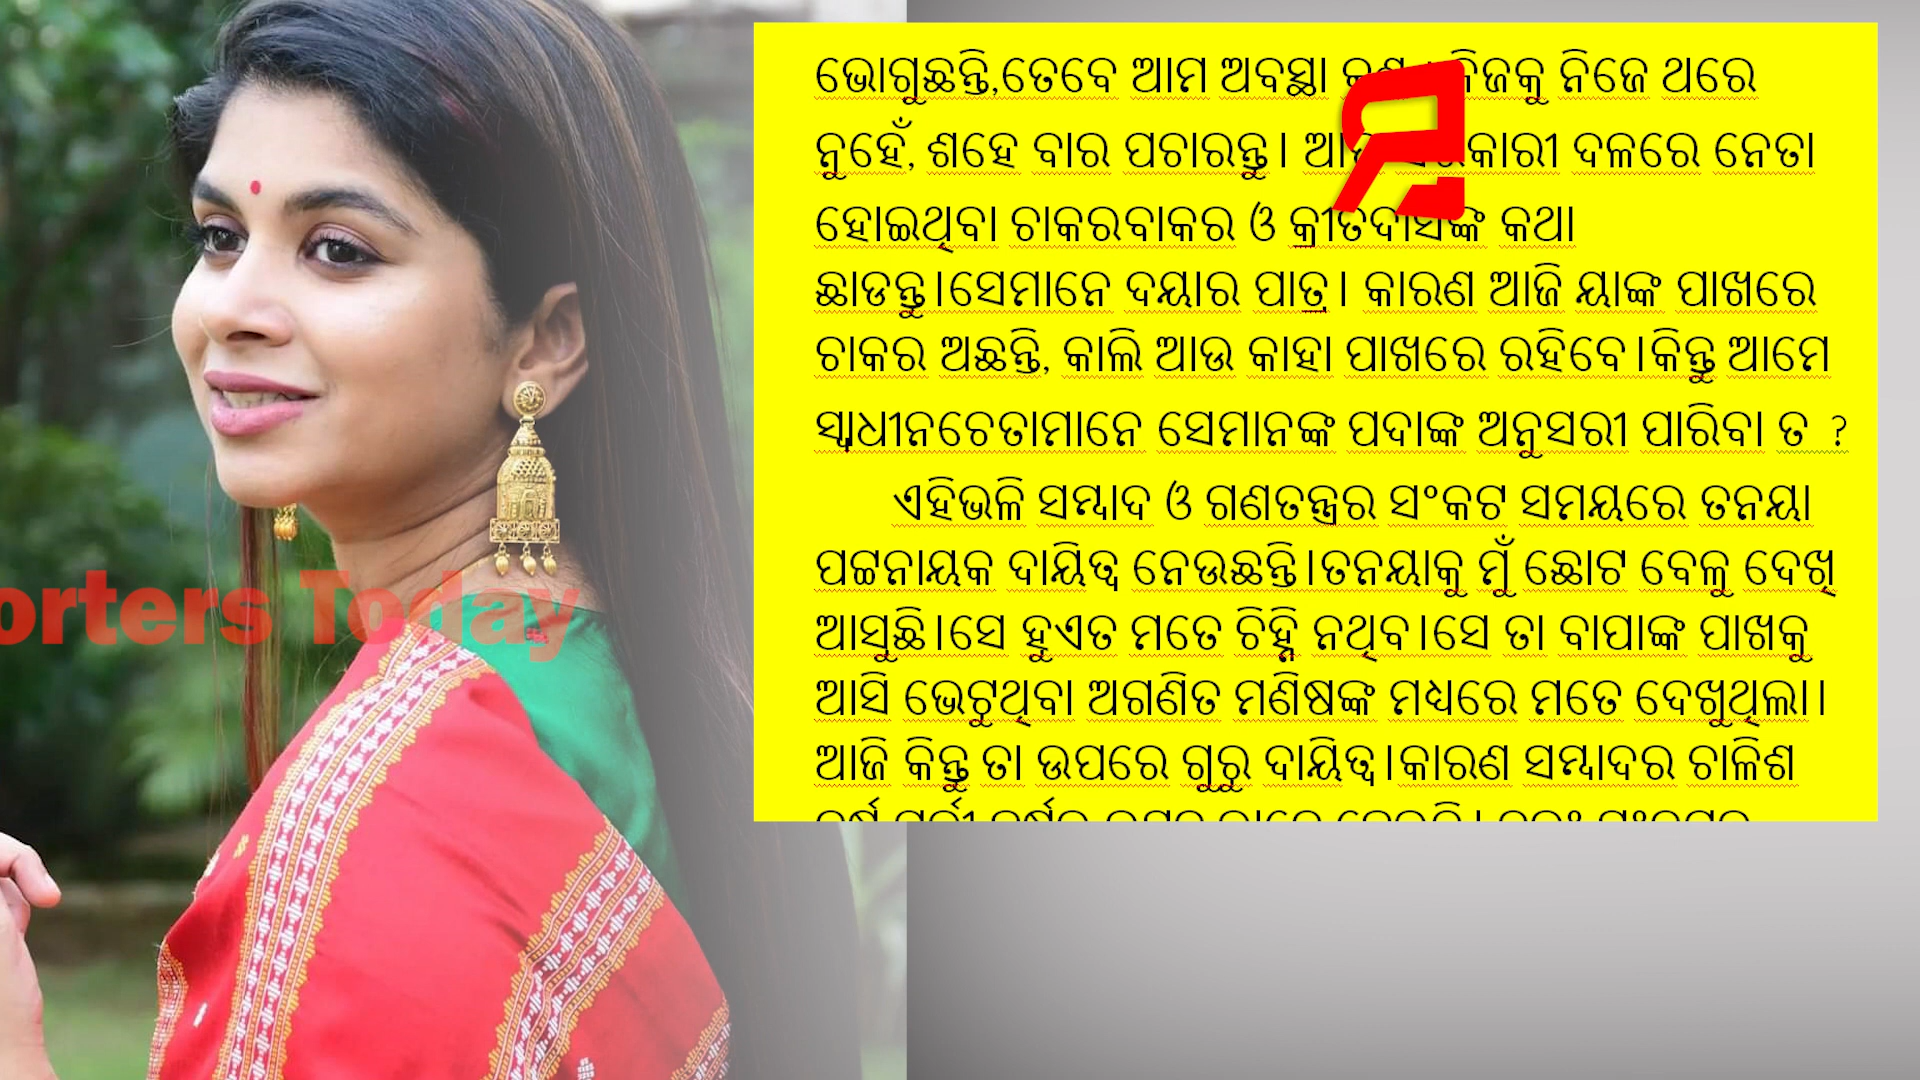 ଭୋଗୁଛନ୍ତି,ତେବେ ଆମ ଅବସ୍ଥା ନିଜକୁ ନିଜେ ଥରେ
ନୁହେଁ, ଶହେ ବାର ପଚାରନ୍ତୁ। ଦଳରେ ନେତା
ହୋଇଥିବା ଚାକରବାକର ଓ କ୍ରୀତଦାସଙ୍କ କଥା
ଛାଡନ୍ତୁ।ସେମାନେ ଦୟାର ପାତ୍ର। କାରଣ ଆଜି ୟାଙ୍କ ପାଖରେ
ଚାକର ଅଛନ୍ତି, କାଲି ଆଉ କାହା ପାଖରେ ରହିବେ।କିନ୍ତୁ ଆମେ
ସ୍ବାଧୀନଚେତାମାନେ ସେମାନଙ୍କ ପଦାଙ୍କ ଅନୁସରୀ ପାରିବା ତ ?
ଏହିଭଳି ସମ୍ବାଦ ଓ ଗଣତନ୍ତ୍ରର ସଂକଟ ସମୟରେ ତନୟା
ପଟ୍ଟନାୟକ ଦାୟିତ୍ୱ ନେଉଛନ୍ତି।ତନୟାକୁ ମୁଁ ଛୋଟ ବେଳୁ ଦେଖି
ଆସୁଛି।ସେ ହୁଏତ ମତେ ଚିହ୍ନି ନଥିବ।ସେ ତା ବାପାଙ୍କ ପାଖକୁ
ଆସି ଭେଟୁଥିବା ଅଗଣିତ ମଣିଷଙ୍କ ମଧ୍ୟରେ ମତେ ଦେଖୁଥିଲା।
ଆଜି କିନ୍ତୁ ତା ଉପରେ ଗୁରୁ ଦାୟିତ୍ୱ।କାରଣ ସମ୍ବାଦର ଚାଳିଶ
orters Today